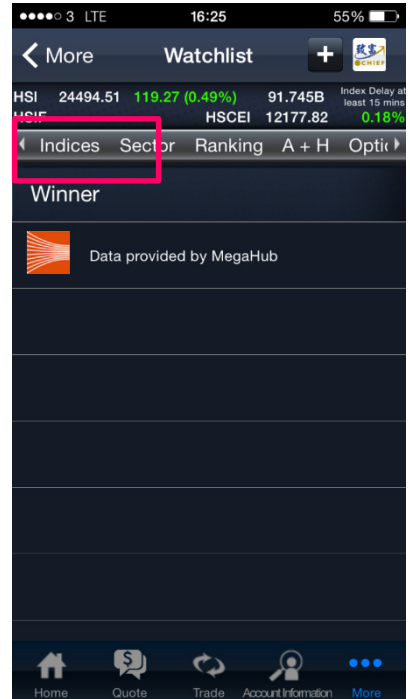 3 LTE 16:25 55%
More Watchlist + 致富 CHIEF
HSI 24494.51 119.27 (0.49%) 91.745B Index Delay at least 15 mins
HSIF HSCEI 12177.82 0.18%
Indices Sector Ranking A + H Optic
Winner
Data provided by MegaHub
Home Quote Trade Account Information More